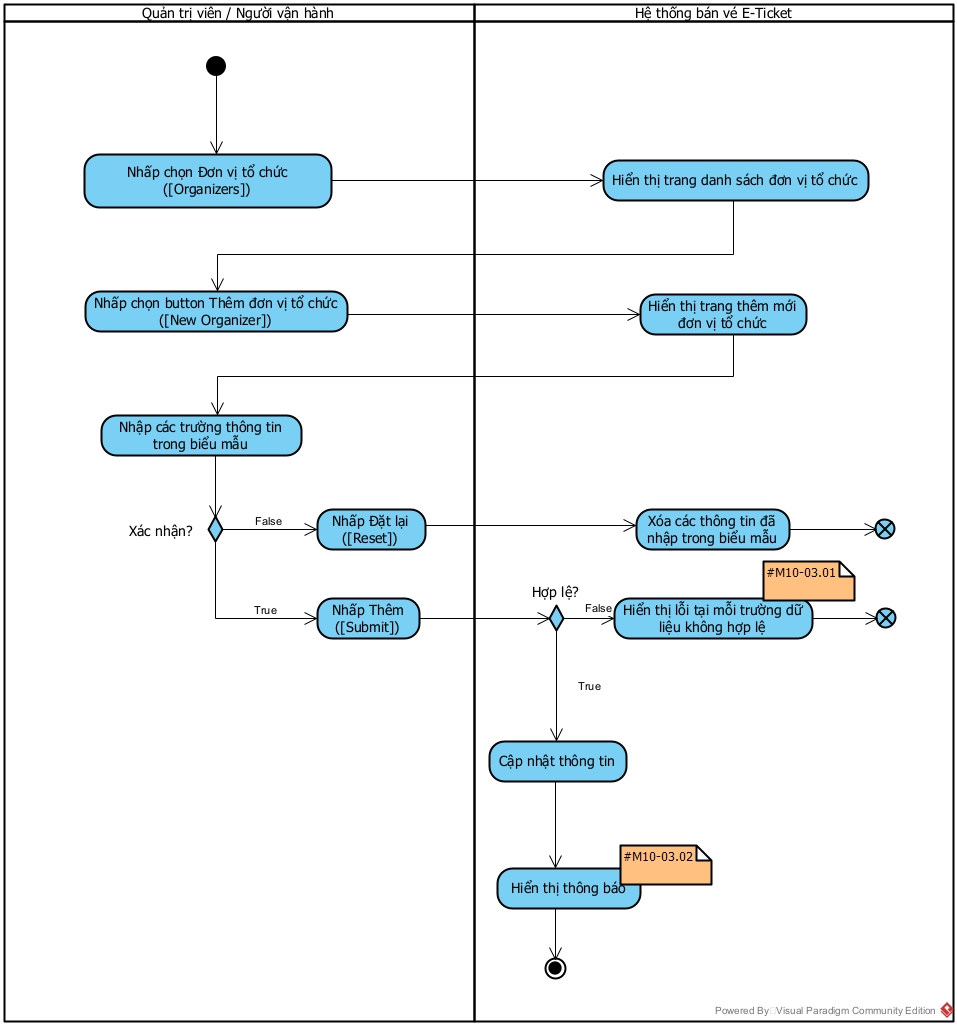 Quản trị viên / Người vận hành
Hệ thống bán vé E-Ticket
Nhấp chọn Đơn vị tổ chức
([Organizers])
Hiển thị trang danh sách đơn vị tổ chức
Nhấp chọn button Thêm đơn vị tổ chức
([New Organizer])
Hiển thị trang thêm mới
đơn vị tổ chức
Nhập các trường thông tin
trong biểu mẫu
Xác nhận?
False
Nhấp Đặt lại
([Reset])
Xóa các thông tin đã
nhập trong biểu mẫu
#M10-03.01
True
Nhấp Thêm
([Submit])
Hợp lệ?
False
Hiển thị lỗi tại mỗi trường dữ
liệu không hợp lệ
True
Cập nhật thông tin
#M10-03.02
Hiển thị thông báo
Powered By Visual Paradigm Community Edition